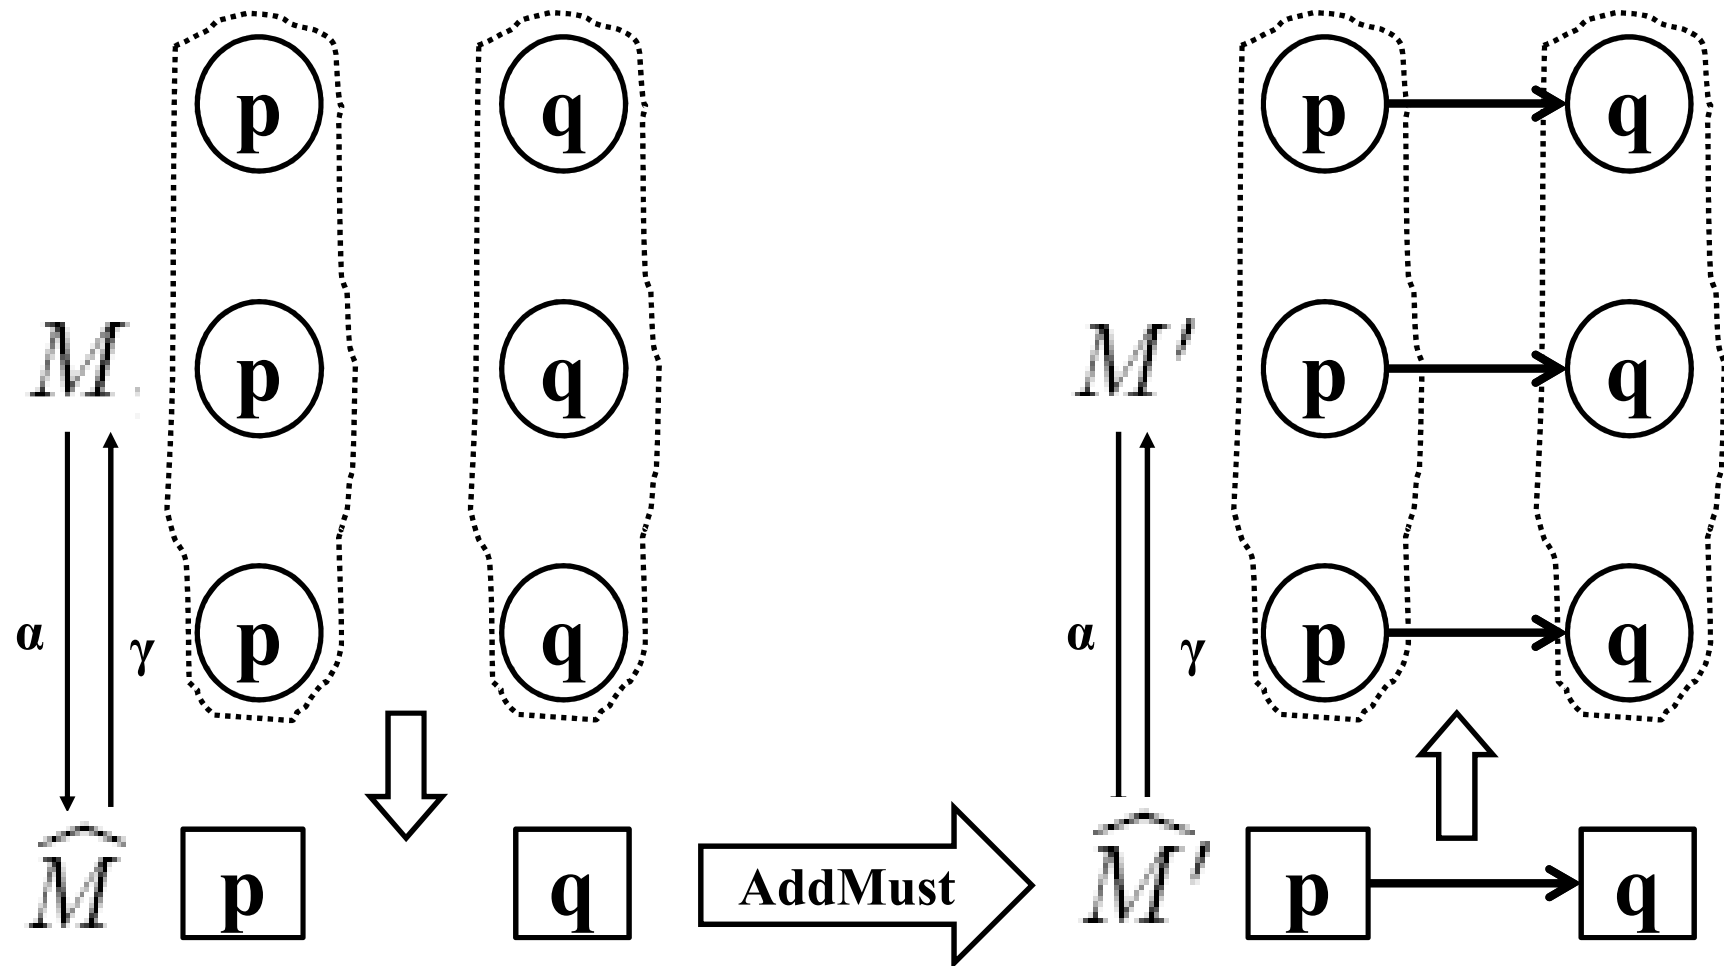 p q p q
M p q M′ p q
α γ p q α γ p q
M̂ p q AddMust M̂′ p q